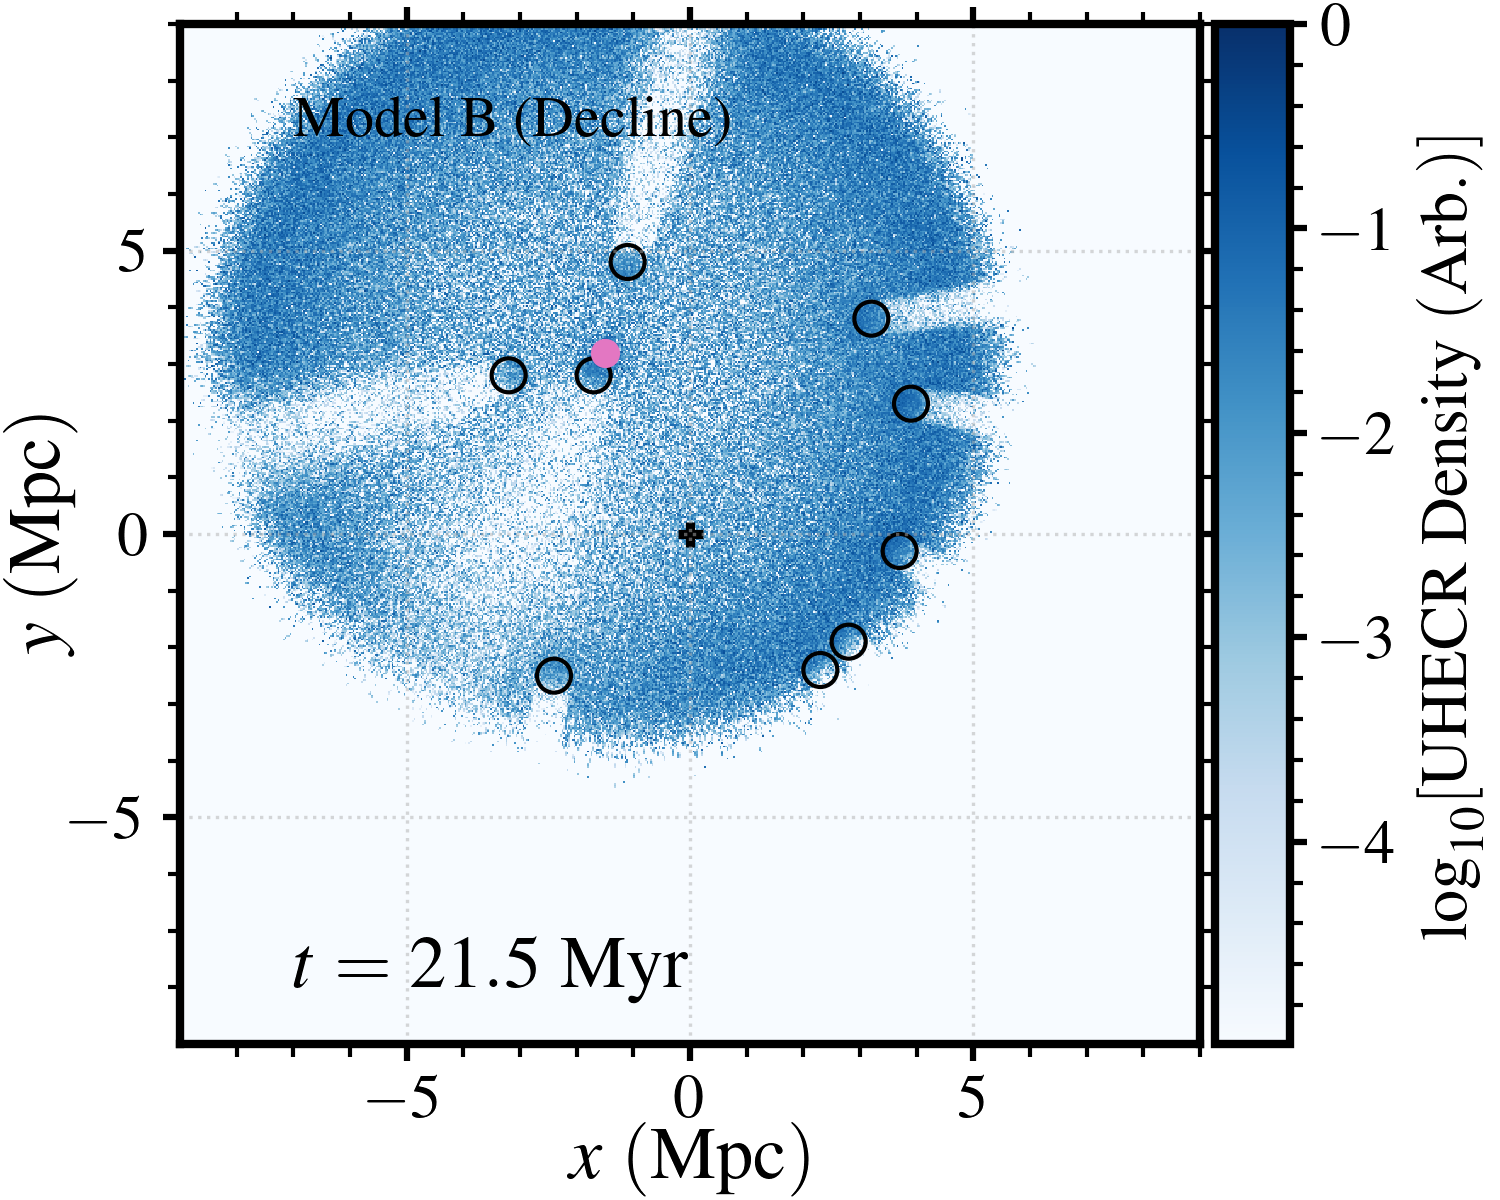 Model B (Decline)
t = 21.5 Myr
5
0
−5
y (Mpc)
−5
0
5
x (Mpc)
0
−1
−2
−3
−4
log₁₀[UHECR Density (Arb.)]